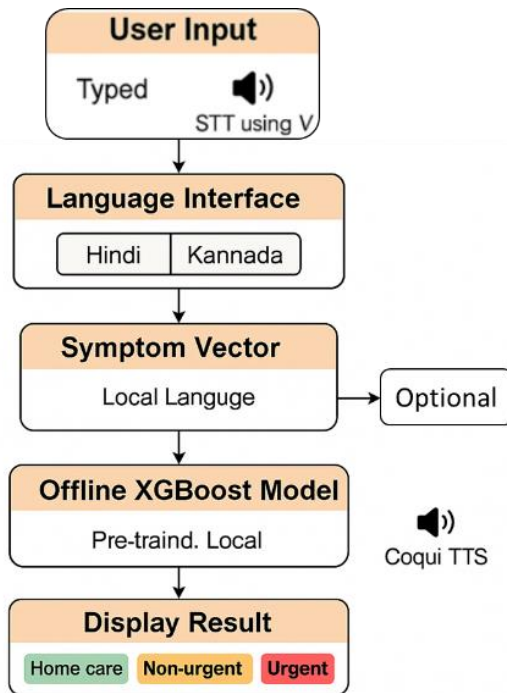 User Input
Typed
STT using V
Language Interface
Hindi Kannada
Symptom Vector
Local Languge
Optional
Offline XGBoost Model
Pre-traind. Local
Coqui TTS
Display Result
Home care Non-urgent Urgent